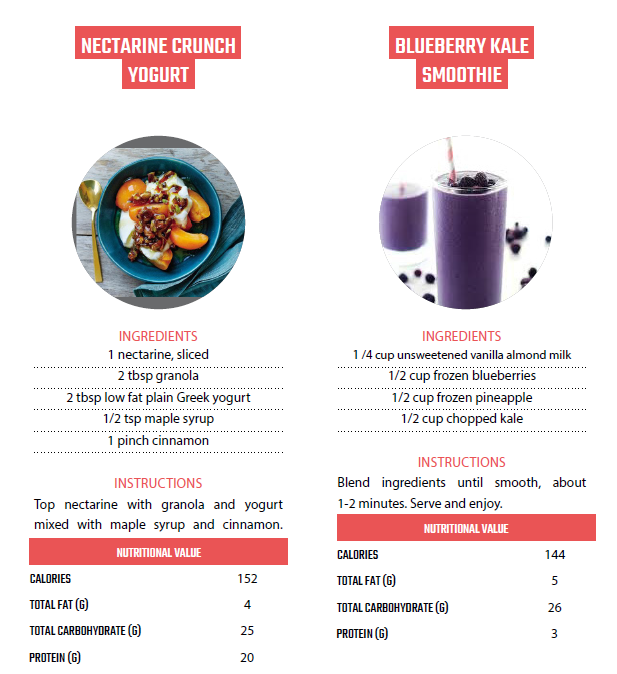 NECTARINE CRUNCH
YOGURT
INGREDIENTS
1 nectarine, sliced
2 tbsp granola
2 tbsp low fat plain Greek yogurt
1/2 tsp maple syrup
1 pinch cinnamon
INSTRUCTIONS
Top nectarine with granola and yogurt
mixed with maple syrup and cinnamon.
NUTRITIONAL VALUE
CALORIES 152
TOTAL FAT (G) 4
TOTAL CARBOHYDRATE (G) 25
PROTEIN (G) 20
BLUEBERRY KALE
SMOOTHIE
INGREDIENTS
1 /4 cup unsweetened vanilla almond milk
1/2 cup frozen blueberries
1/2 cup frozen pineapple
1/2 cup chopped kale
INSTRUCTIONS
Blend ingredients until smooth, about
1-2 minutes. Serve and enjoy.
NUTRITIONAL VALUE
CALORIES 144
TOTAL FAT (G) 5
TOTAL CARBOHYDRATE (G) 26
PROTEIN (G) 3